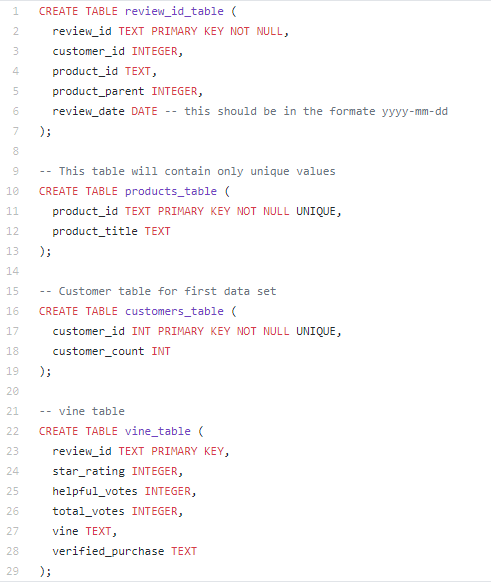 1 CREATE TABLE review_id_table (
2   review_id TEXT PRIMARY KEY NOT NULL,
3   customer_id INTEGER,
4   product_id TEXT,
5   product_parent INTEGER,
6   review_date DATE -- this should be in the formate yyyy-mm-dd
7 );
8
9 -- This table will contain only unique values
10 CREATE TABLE products_table (
11   product_id TEXT PRIMARY KEY NOT NULL UNIQUE,
12   product_title TEXT
13 );
14
15 -- Customer table for first data set
16 CREATE TABLE customers_table (
17   customer_id INT PRIMARY KEY NOT NULL UNIQUE,
18   customer_count INT
19 );
20
21 -- vine table
22 CREATE TABLE vine_table (
23   review_id TEXT PRIMARY KEY,
24   star_rating INTEGER,
25   helpful_votes INTEGER,
26   total_votes INTEGER,
27   vine TEXT,
28   verified_purchase TEXT
29 );